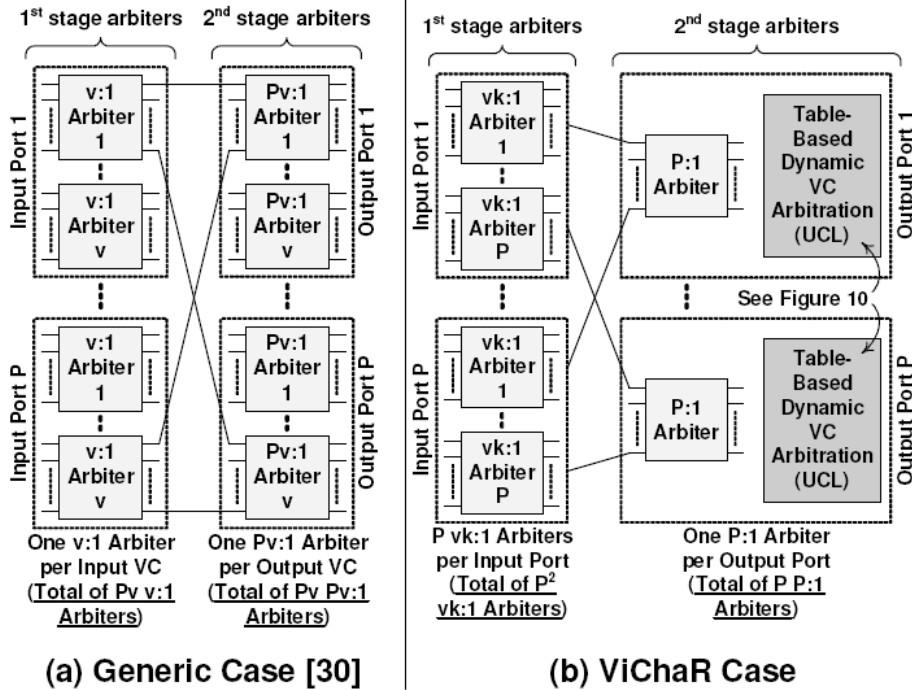 1st stage arbiters
2nd stage arbiters
Input Port 1
v:1
Arbiter
1
v:1
Arbiter
v
Pv:1
Arbiter
1
Pv:1
Arbiter
v
Output Port 1
Input Port P
v:1
Arbiter
1
v:1
Arbiter
v
Pv:1
Arbiter
1
Pv:1
Arbiter
v
Output Port P
One v:1 Arbiter
per Input VC
(Total of Pv v:1
Arbiters)
One Pv:1 Arbiter
per Output VC
(Total of Pv Pv:1
Arbiters)
(a) Generic Case [30]
1st stage arbiters
2nd stage arbiters
Input Port 1
vk:1
Arbiter
1
vk:1
Arbiter
P
P:1
Arbiter
Table-
Based
Dynamic
VC
Arbitration
(UCL)
Output Port 1
See Figure 10
Input Port P
vk:1
Arbiter
1
vk:1
Arbiter
P
P:1
Arbiter
Table-
Based
Dynamic
VC
Arbitration
(UCL)
Output Port P
P vk:1 Arbiters
per Input Port
(Total of P2
vk:1 Arbiters)
One P:1 Arbiter
per Output Port
(Total of P P:1
Arbiters)
(b) ViChaR Case